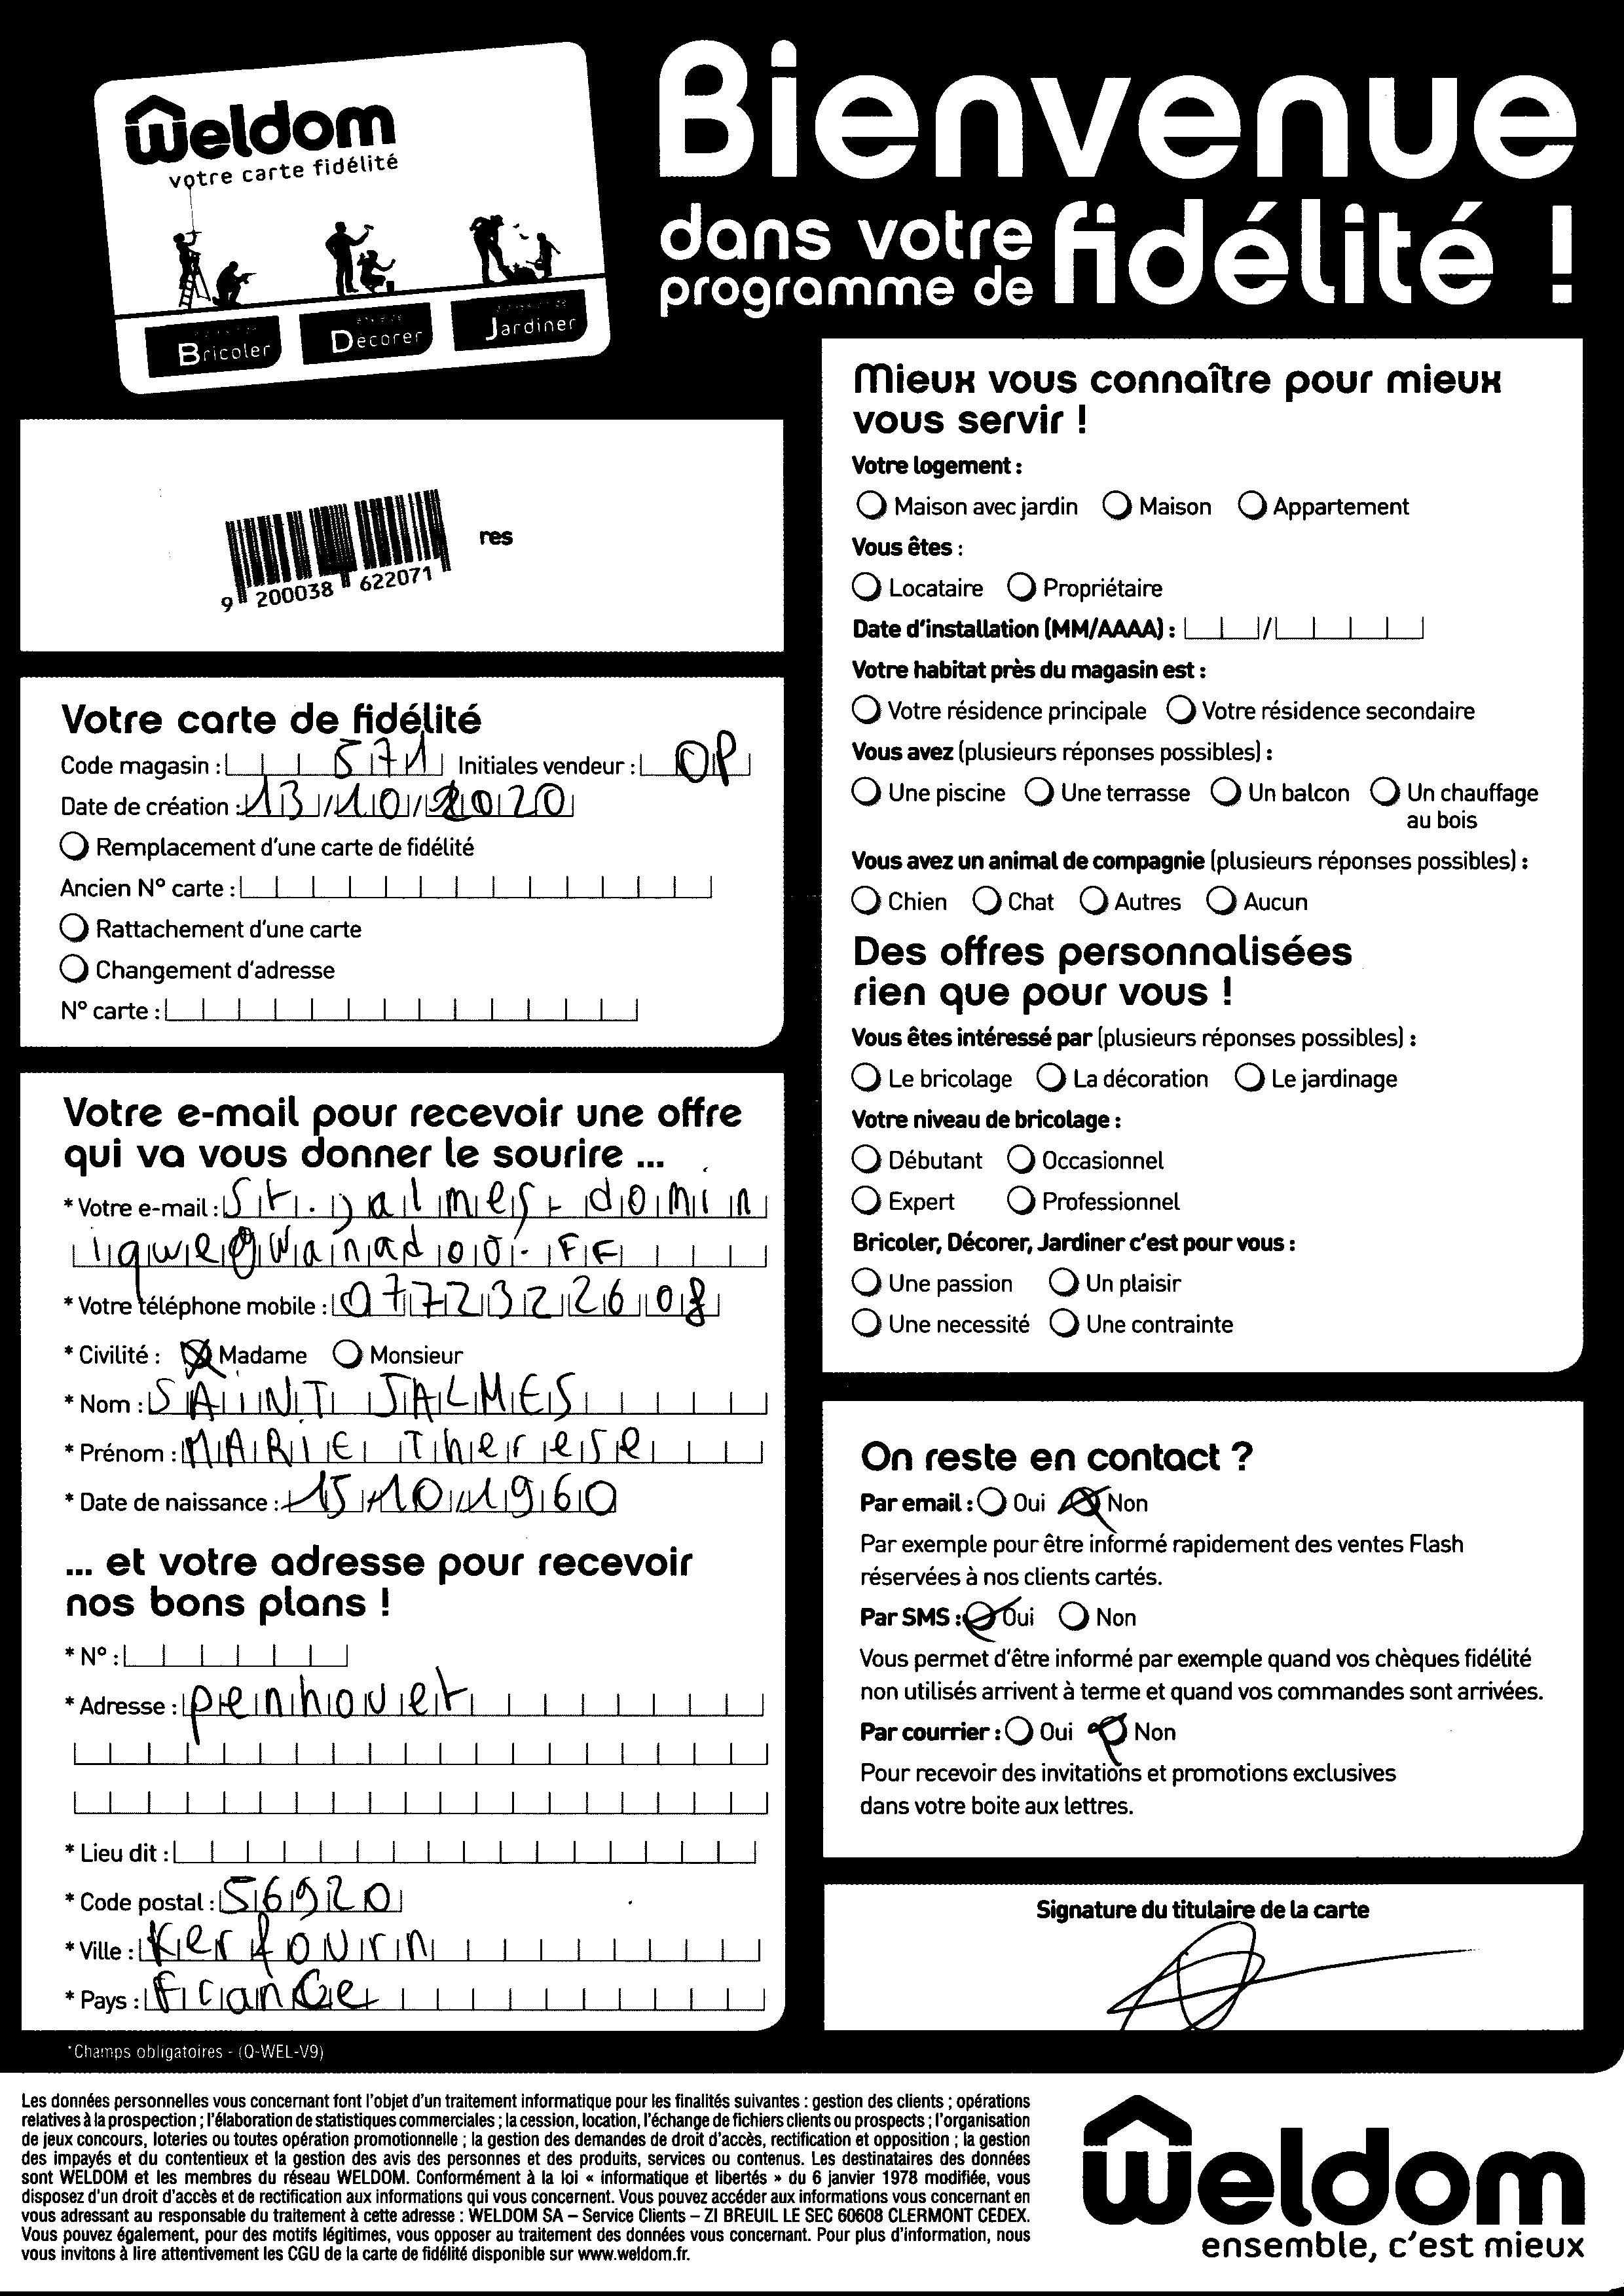 Weldom
votre carte fidélité
Bricoler
Décorer
Jardiner
Bienvenue
dans votre
programme de fidélité !
res
9 200038 622071
Votre carte de fidélité
Code magasin : 571 Initiales vendeur : OP
Date de création : 13/10/2020
Remplacement d'une carte de fidélité
Ancien N° carte :
Rattachement d'une carte
Changement d'adresse
N° carte :
Votre e-mail pour recevoir une offre
qui va vous donner le sourire ...
* Votre e-mail : St.Jalmes-domin
ique@wanadoo.FF
* Votre téléphone mobile : 0772322608
* Civilité : Madame Monsieur
* Nom : SAINT JALMES
* Prénom : MARIE Therese
* Date de naissance : 15/10/1960
... et votre adresse pour recevoir
nos bons plans !
* N° :
* Adresse : penhouet
* Lieu dit :
* Code postal : 56920
* Ville : Kerfourn
* Pays : France
*Champs obligatoires - (Q-WEL-V9)
Mieux vous connaître pour mieux
vous servir !
Votre logement :
Maison avec jardin Maison Appartement
Vous êtes :
Locataire Propriétaire
Date d'installation (MM/AAAA) : /
Votre habitat près du magasin est :
Votre résidence principale Votre résidence secondaire
Vous avez (plusieurs réponses possibles) :
Une piscine Une terrasse Un balcon Un chauffage
au bois
Vous avez un animal de compagnie (plusieurs réponses possibles) :
Chien Chat Autres Aucun
Des offres personnalisées
rien que pour vous !
Vous êtes intéressé par (plusieurs réponses possibles) :
Le bricolage La décoration Le jardinage
Votre niveau de bricolage :
Débutant Occasionnel
Expert Professionnel
Bricoler, Décorer, Jardiner c'est pour vous :
Une passion Un plaisir
Une necessité Une contrainte
On reste en contact ?
Par email : Oui Non
Par exemple pour être informé rapidement des ventes Flash
réservées à nos clients cartés.
Par SMS : Oui Non
Vous permet d'être informé par exemple quand vos chèques fidélité
non utilisés arrivent à terme et quand vos commandes sont arrivées.
Par courrier : Oui Non
Pour recevoir des invitations et promotions exclusives
dans votre boite aux lettres.
Signature du titulaire de la carte
Les données personnelles vous concernant font l'objet d'un traitement informatique pour les finalités suivantes : gestion des clients ; opérations
relatives à la prospection ; l'élaboration de statistiques commerciales ; la cession, location, l'échange de fichiers clients ou prospects ; l'organisation
de jeux concours, loteries ou toutes opération promotionnelle ; la gestion des demandes de droit d'accès, rectification et opposition ; la gestion
des impayés et du contentieux et la gestion des avis des personnes et des produits, services ou contenus. Les destinataires des données
sont WELDOM et les membres du réseau WELDOM. Conformément à la loi « informatique et libertés » du 6 janvier 1978 modifiée, vous
disposez d'un droit d'accès et de rectification aux informations qui vous concernent. Vous pouvez accéder aux informations vous concernant en
vous adressant au responsable du traitement à cette adresse : WELDOM SA – Service Clients – ZI BREUIL LE SEC 60608 CLERMONT CEDEX.
Vous pouvez également, pour des motifs légitimes, vous opposer au traitement des données vous concernant. Pour plus d'information, nous
vous invitons à lire attentivement les CGU de la carte de fidélité disponible sur www.weldom.fr.
Weldom
ensemble, c'est mieux